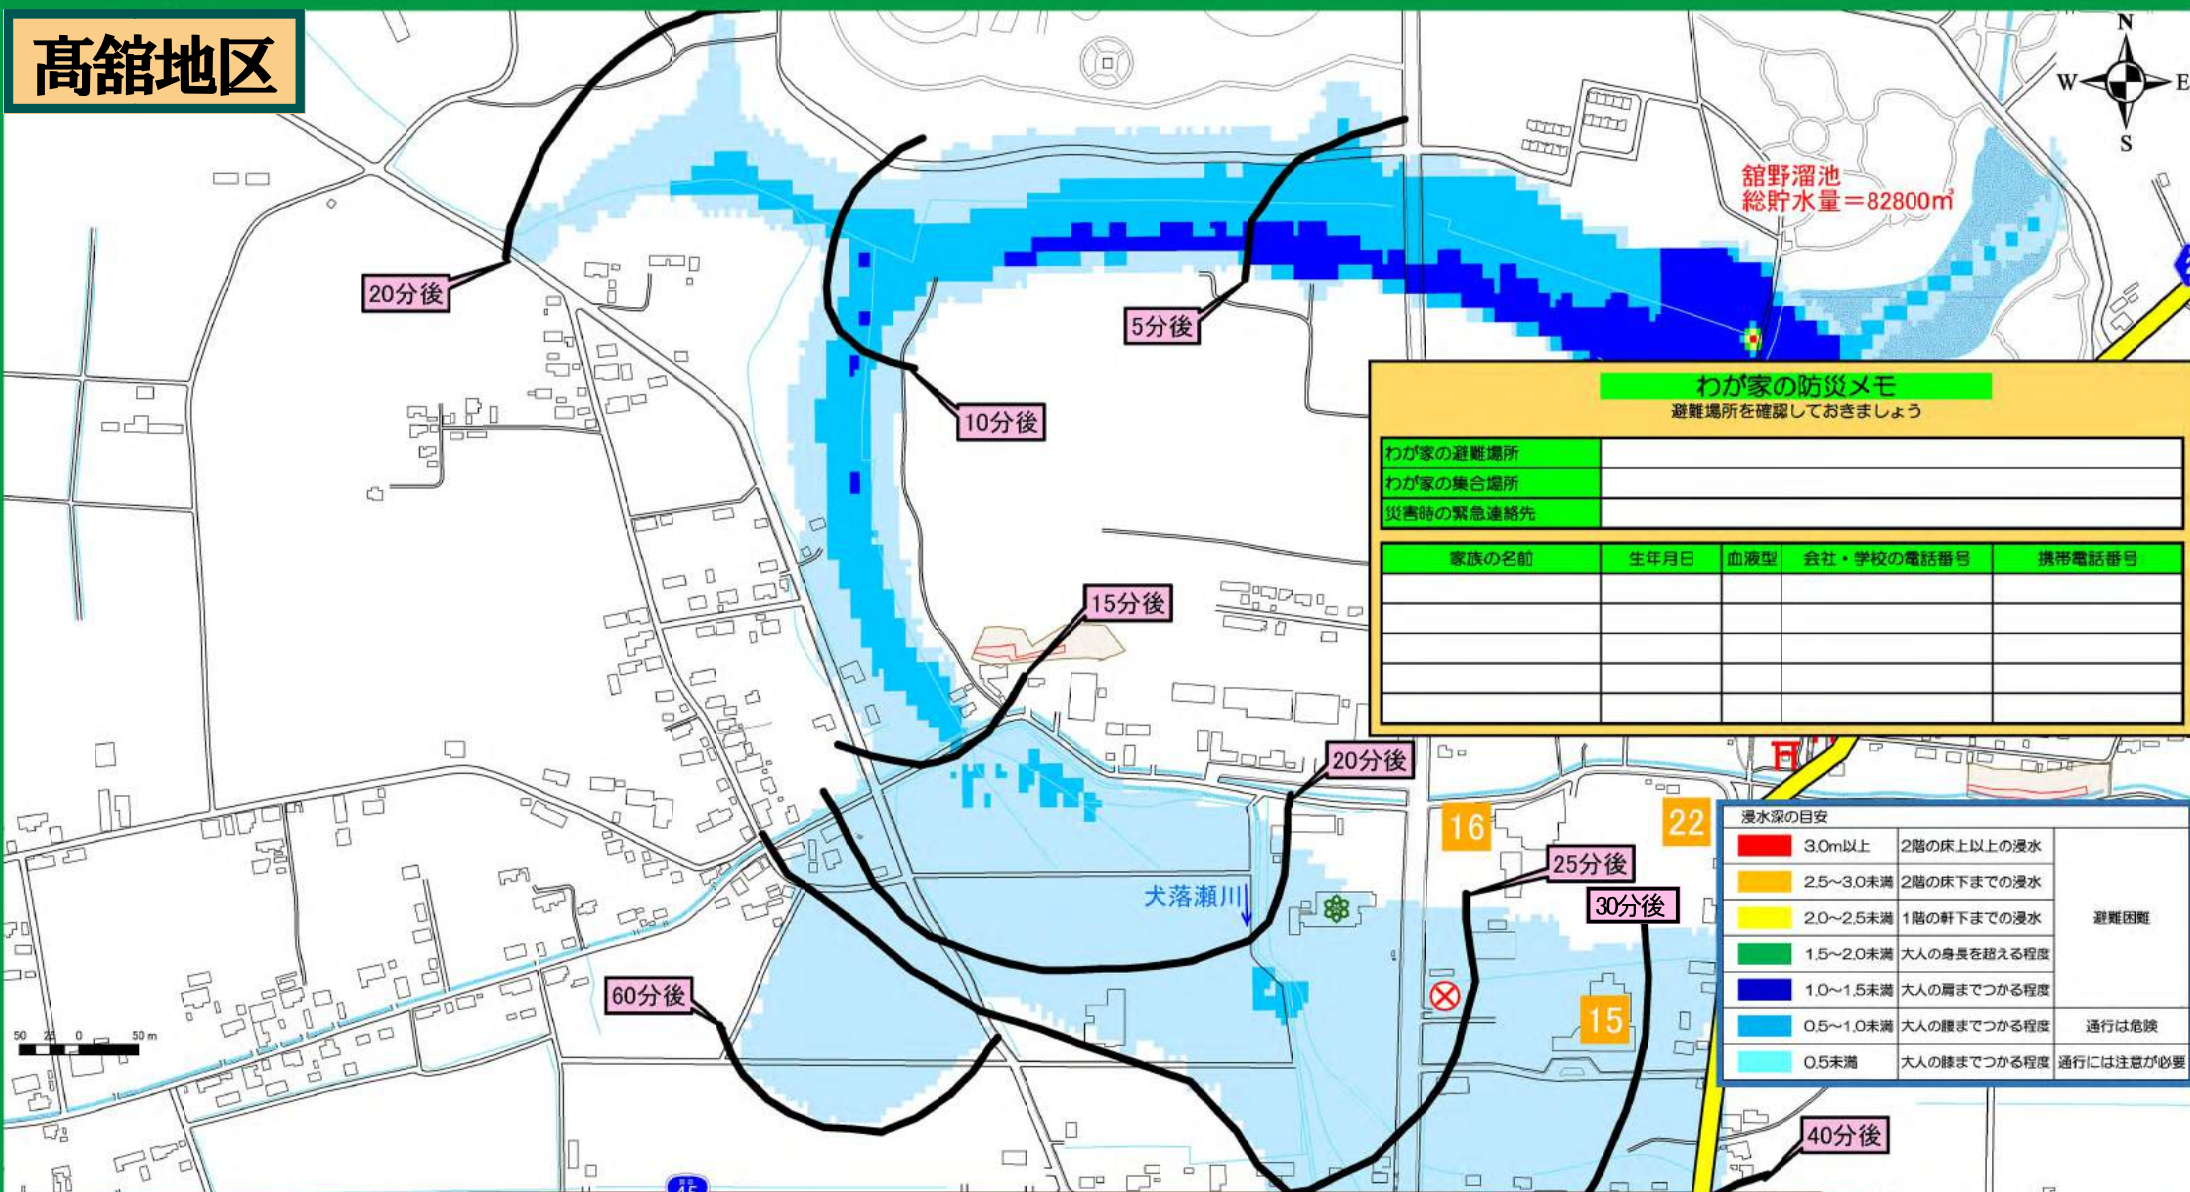 髙舘地区
N
W
E
S
舘野溜池
総貯水量＝82800㎥
20分後
5分後
10分後
わが家の防災メモ
避難場所を確認しておきましょう
わが家の避難場所
わが家の集合場所
災害時の緊急連絡先
家族の名前 生年月日 血液型 会社・学校の電話番号 携帯電話番号
15分後
20分後
16
22
25分後
30分後
犬落瀬川
60分後
15
浸水深の目安
3.0m以上 2階の床上以上の浸水
2.5～3.0未満 2階の床下までの浸水
2.0～2.5未満 1階の軒下までの浸水
避難困難
1.5～2.0未満 大人の身長を超える程度
1.0～1.5未満 大人の肩までつかる程度
0.5～1.0未満 大人の腰までつかる程度 通行は危険
0.5未満 大人の膝までつかる程度 通行には注意が必要
50 25 0 50 m
40分後
45